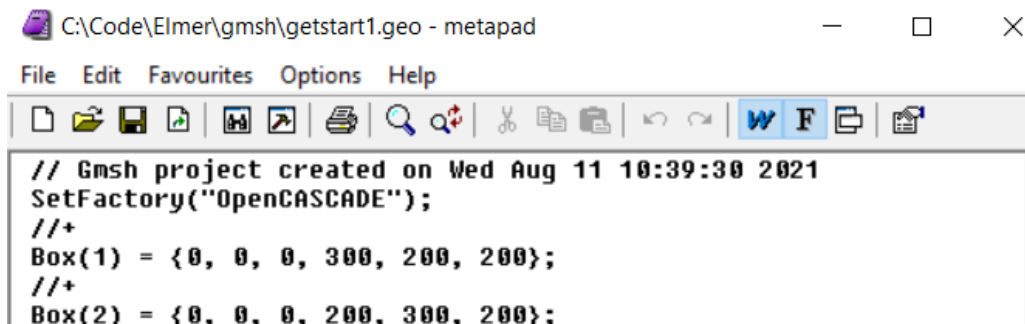 C:\Code\Elmer\gmsh\getstart1.geo - metapad
File Edit Favourites Options Help
W F
// Gmsh project created on Wed Aug 11 10:39:30 2021
SetFactory("OpenCASCADE");
//+
Box(1) = {0, 0, 0, 300, 200, 200};
//+
Box(2) = {0, 0, 0, 200, 300, 200};